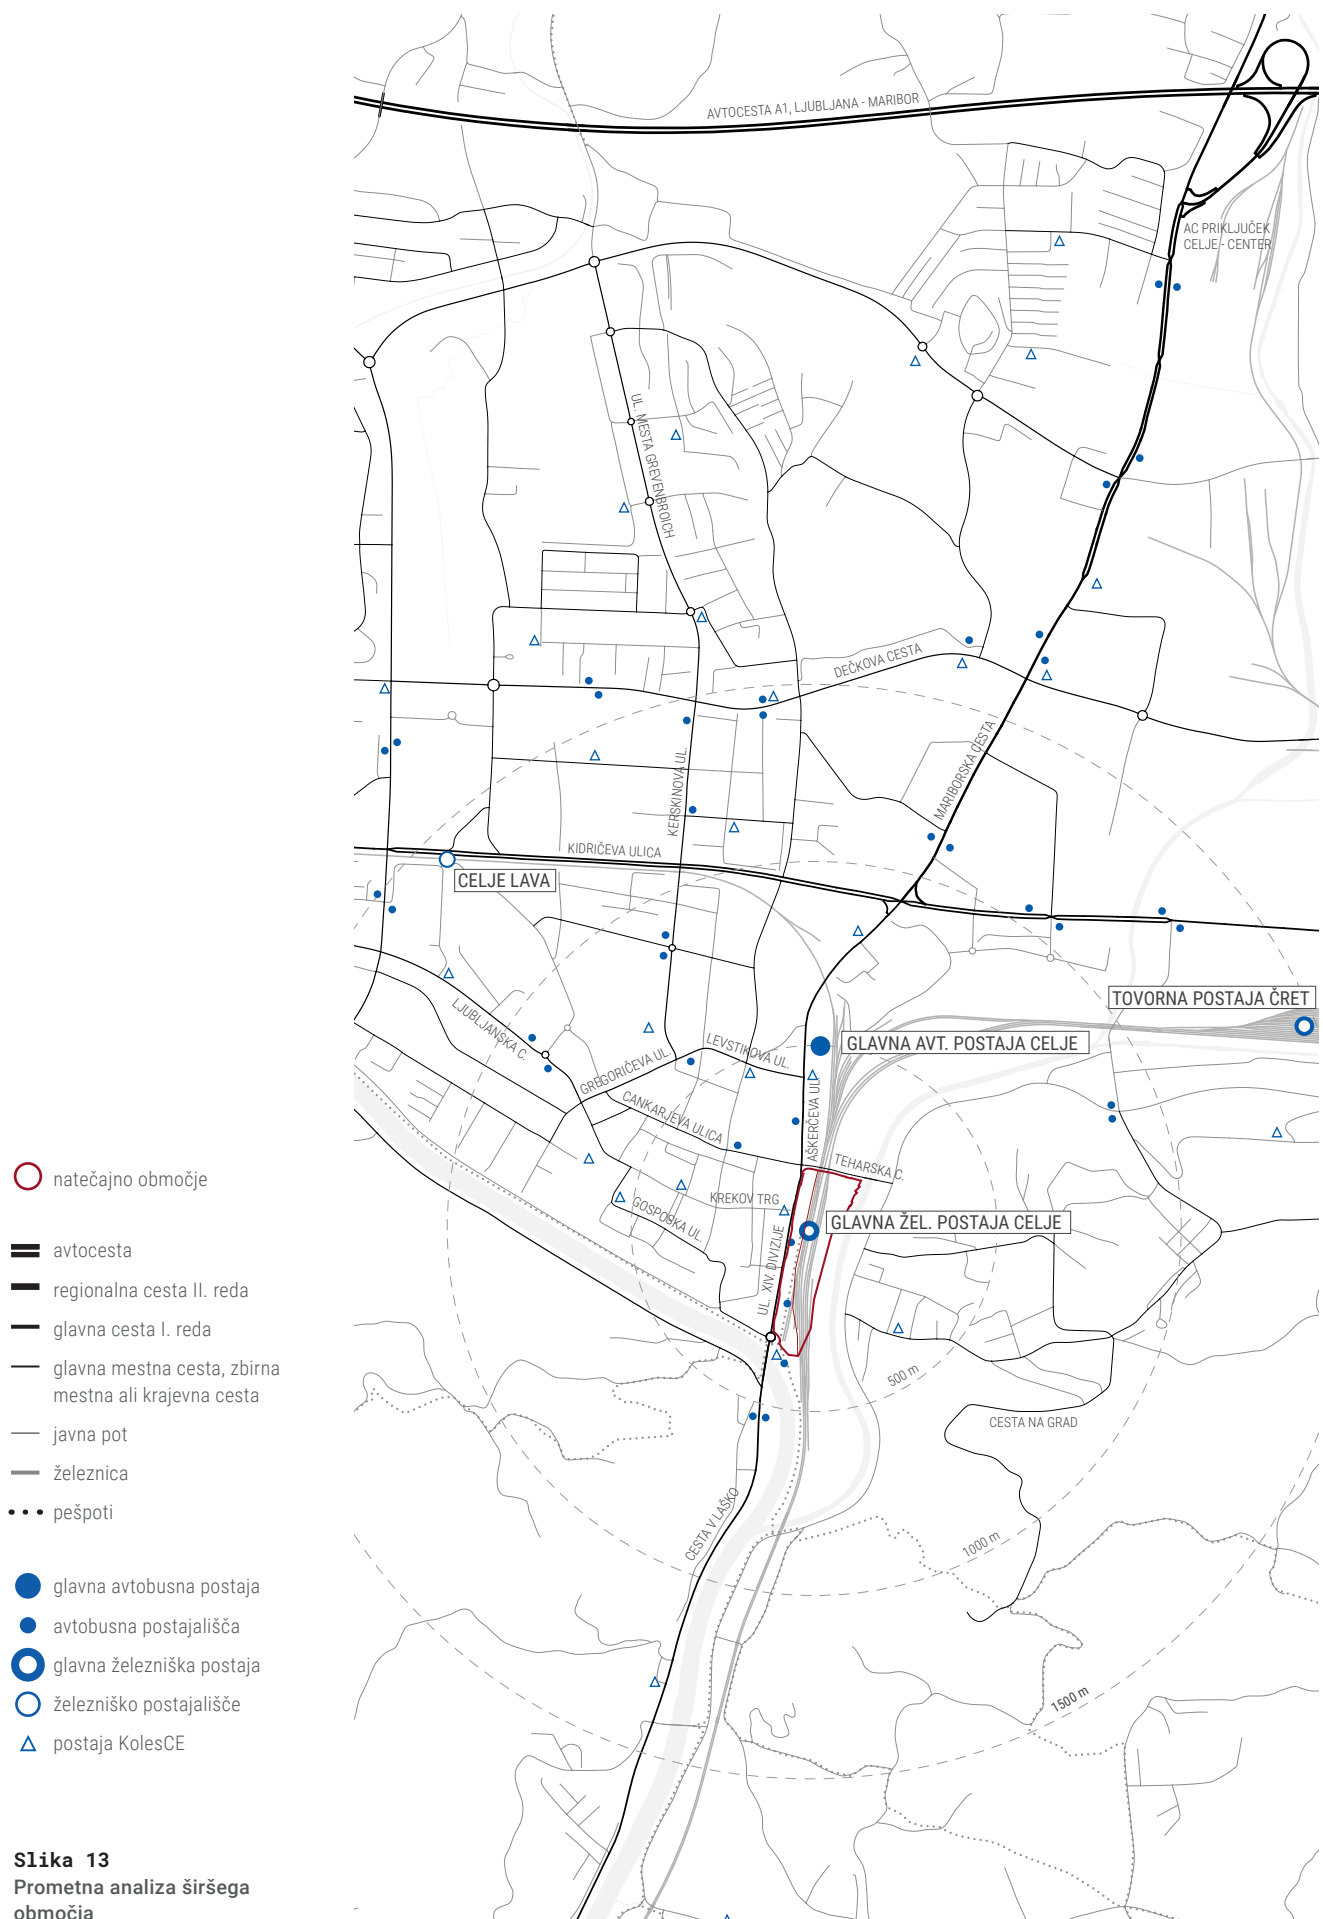 AVTOCESTA A1, LJUBLJANA - MARIBOR
AC PRIKLJUČEK
CELJE - CENTER
UL. MESTA GREVENBROICH
DEČKOVA CESTA
MARIBORSKA CESTA
KERSKINOVA UL.
KIDRIČEVA ULICA
CELJE LAVA
TOVORNA POSTAJA ČRET
LJUBLJANSKA C.
GREGORIČEVA UL.
LEVSTIKOVA UL.
GLAVNA AVT. POSTAJA CELJE
CANKARJEVA ULICA
AŠKERČEVA UL.
TEHARSKA C.
KREKOV TRG
GOSPOSKA UL.
GLAVNA ŽEL. POSTAJA CELJE
UL. XIV. DIVIZIJE
500 m
CESTA NA GRAD
CESTA V LAŠKO
1000 m
1500 m
natečajno območje
avtocesta
regionalna cesta II. reda
glavna cesta I. reda
glavna mestna cesta, zbirna
mestna ali krajevna cesta
javna pot
železnica
pešpoti
glavna avtobusna postaja
avtobusna postajališča
glavna železniška postaja
železniško postajališče
postaja KolesCE
Slika 13
Prometna analiza širšega
območja